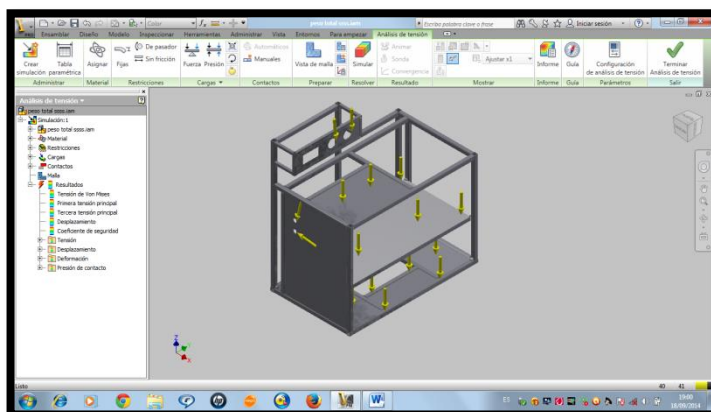 Color
peso total ssss.iam
Escriba palabra clave o frase
Iniciar sesión
PRO
Ensamblar Diseño Modelo Inspeccionar Herramientas Administrar Vista Entornos Para empezar Análisis de tensión
Crear simulación
Tabla paramétrica
Asignar
Fijas
De pasador
Sin fricción
Fuerza Presión
Automáticos
Manuales
Vista de malla
Simular
Animar
Sonda
Convergencia
Ajustar x1
Informe
Guía
Configuración de análisis de tensión
Terminar Análisis de tensión
Administrar Material Restricciones Cargas Contactos Preparar Resolver Resultado Mostrar Informe Guía Parámetros Salir
Análisis de tensión
peso total ssss.iam
Simulación:1
peso total ssss.iam
Material
Restricciones
Cargas
Contactos
Malla
Resultados
Tensión de Von Mises
Primera tensión principal
Tercera tensión principal
Desplazamiento
Coeficiente de seguridad
Tensión
Desplazamiento
Deformación
Presión de contacto
Listo
40 41
ES
19:00
18/09/2014